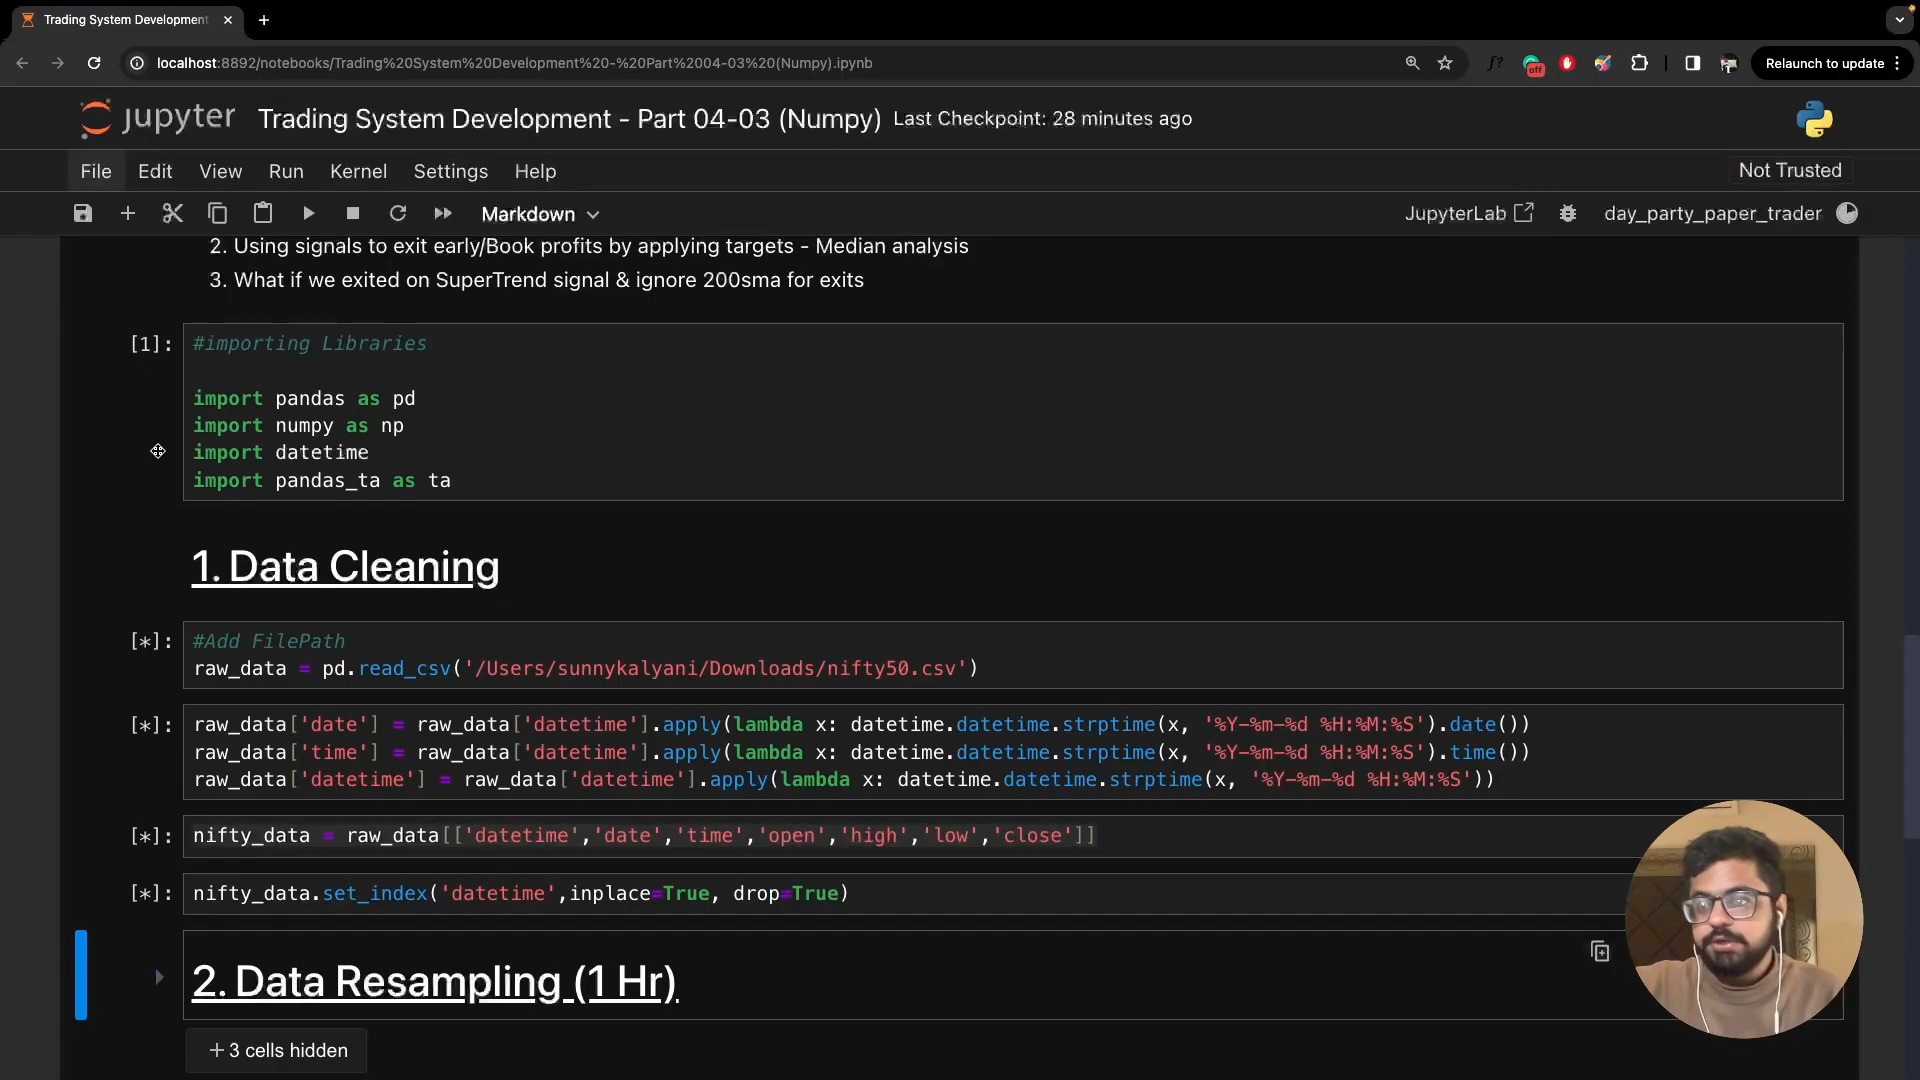 Trading System Development
localhost:8892/notebooks/Trading%20System%20Development%20-%20Part%2004-03%20(Numpy).ipynb
off
Relaunch to update
jupyter
Trading System Development - Part 04-03 (Numpy)
Last Checkpoint: 28 minutes ago
File
Edit
View
Run
Kernel
Settings
Help
Not Trusted
Markdown
JupyterLab
day_party_paper_trader
2. Using signals to exit early/Book profits by applying targets - Median analysis
3. What if we exited on SuperTrend signal & ignore 200sma for exits
[1]:
#importing Libraries
import pandas as pd
import numpy as np
import datetime
import pandas_ta as ta
1. Data Cleaning
[*]:
#Add FilePath
raw_data = pd.read_csv('/Users/sunnykalyani/Downloads/nifty50.csv')
[*]:
raw_data['date'] = raw_data['datetime'].apply(lambda x: datetime.datetime.strptime(x, '%Y-%m-%d %H:%M:%S').date())
raw_data['time'] = raw_data['datetime'].apply(lambda x: datetime.datetime.strptime(x, '%Y-%m-%d %H:%M:%S').time())
raw_data['datetime'] = raw_data['datetime'].apply(lambda x: datetime.datetime.strptime(x, '%Y-%m-%d %H:%M:%S'))
[*]:
nifty_data = raw_data[['datetime','date','time','open','high','low','close']]
[*]:
nifty_data.set_index('datetime',inplace=True, drop=True)
2. Data Resampling (1 Hr)
+ 3 cells hidden